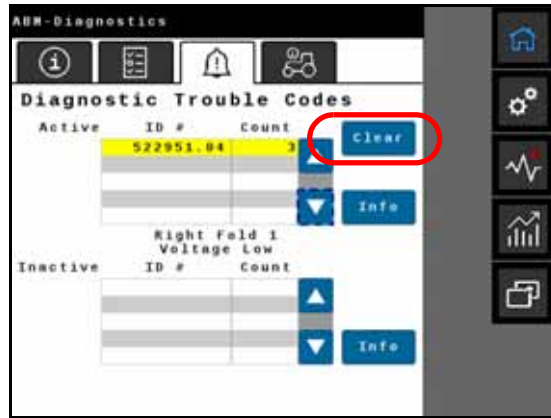 ABM-Diagnostics
Diagnostic Trouble Codes
Active ID # Count
Clear
522951.04 3
Info
Right Fold 1
Voltage Low
Inactive ID # Count
Info